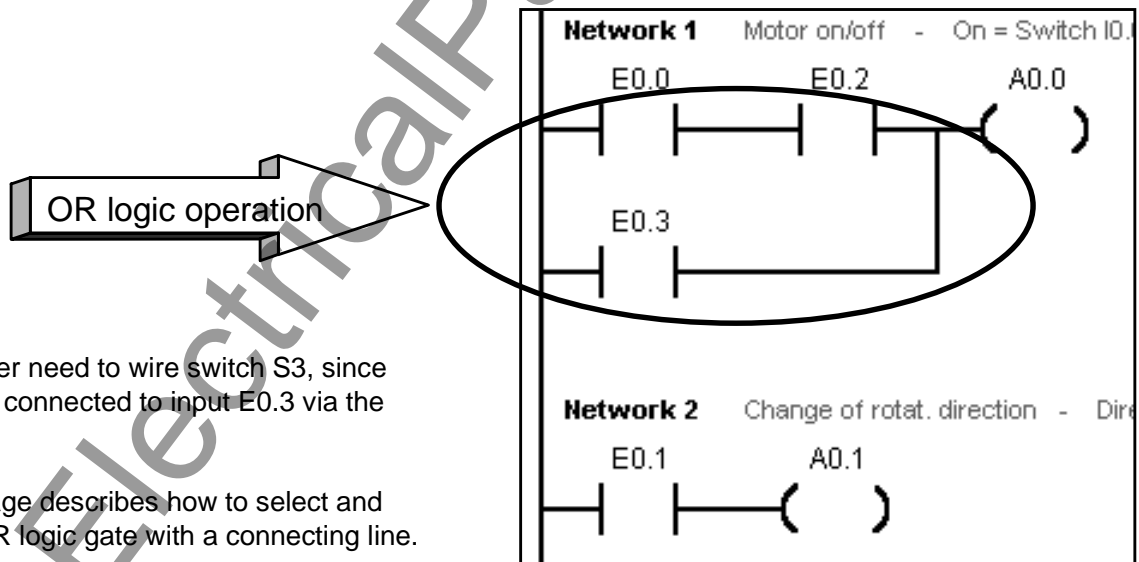 Network 1 Motor on/off - On = Switch I0.
E0.0 E0.2 A0.0
OR logic operation
E0.3
er need to wire switch S3, since
connected to input E0.3 via the
Network 2 Change of rotat. direction - Dire
E0.1 A0.1
ge describes how to select and
R logic gate with a connecting line.
ElectricalP